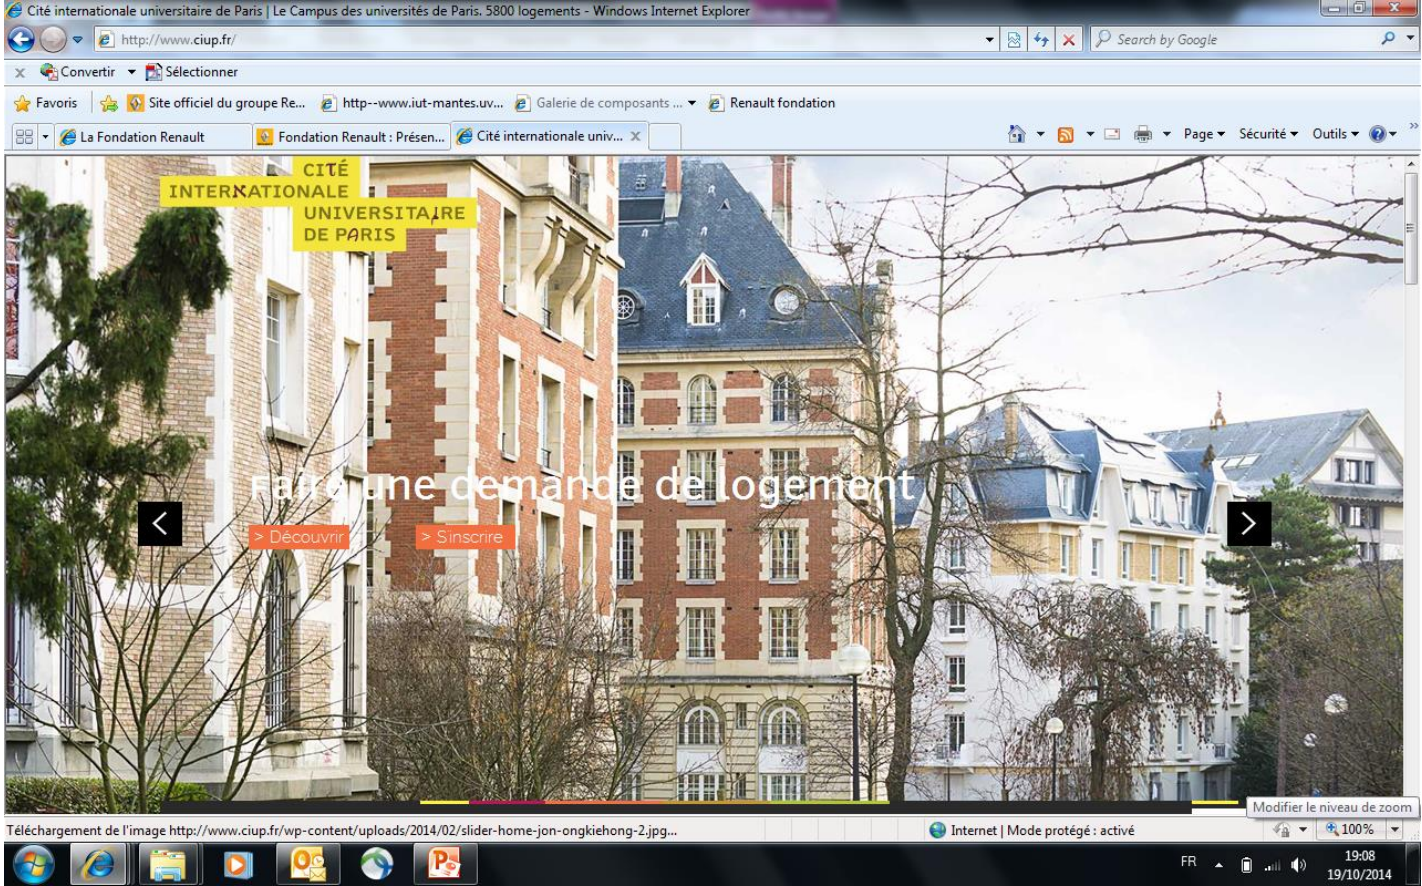 Cité internationale universitaire de Paris | Le Campus des universités de Paris. 5800 logements - Windows Internet Explorer
http://www.ciup.fr/
Search by Google
x Convertir Sélectionner
Favoris Site officiel du groupe Re... http--www.iut-mantes.uv... Galerie de composants ... Renault fondation
La Fondation Renault Fondation Renault : Présen... Cité internationale univ... X Page Sécurité Outils
CITÉ
INTERNATIONALE
UNIVERSITAIRE
DE PARIS
Faire une demande de logement
> Découvrir > S'inscrire
Modifier le niveau de zoom
Téléchargement de l'image http://www.ciup.fr/wp-content/uploads/2014/02/slider-home-jon-ongkiehong-2.jpg... Internet | Mode protégé : activé 100%
FR 19:08
19/10/2014